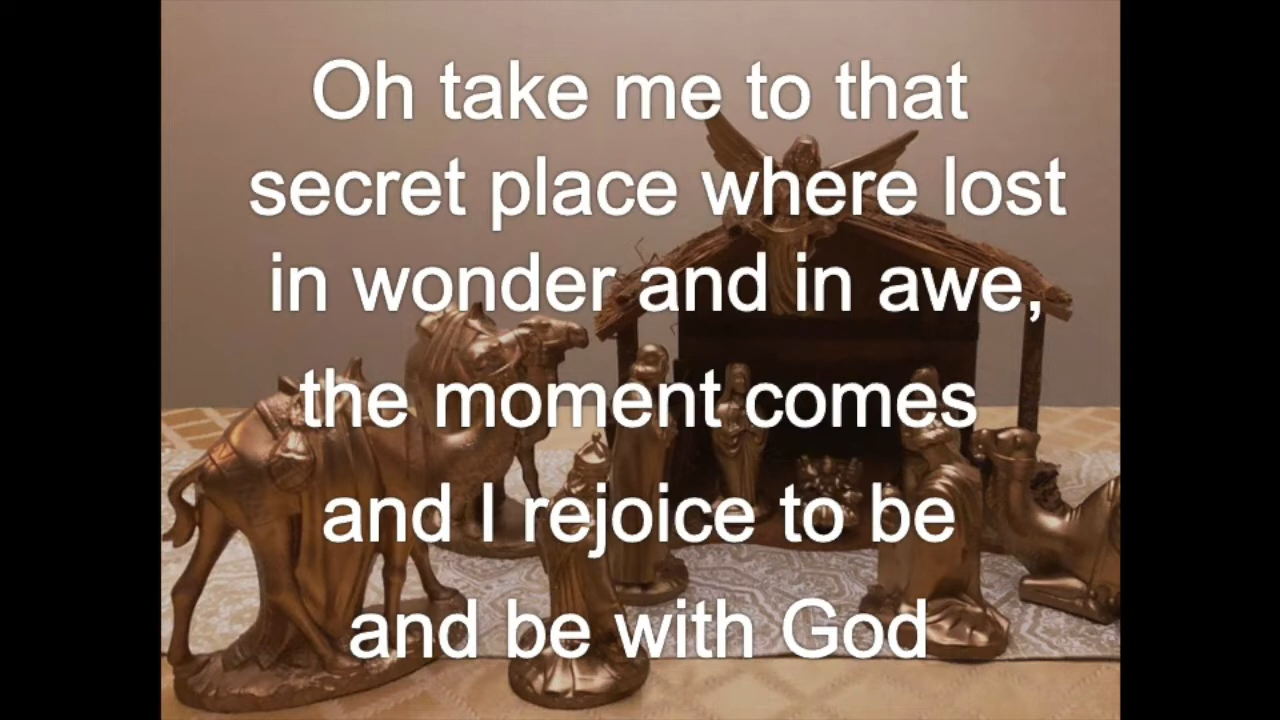 Oh take me to that
secret place where lost
in wonder and in awe,
the moment comes
and I rejoice to be
and be with God